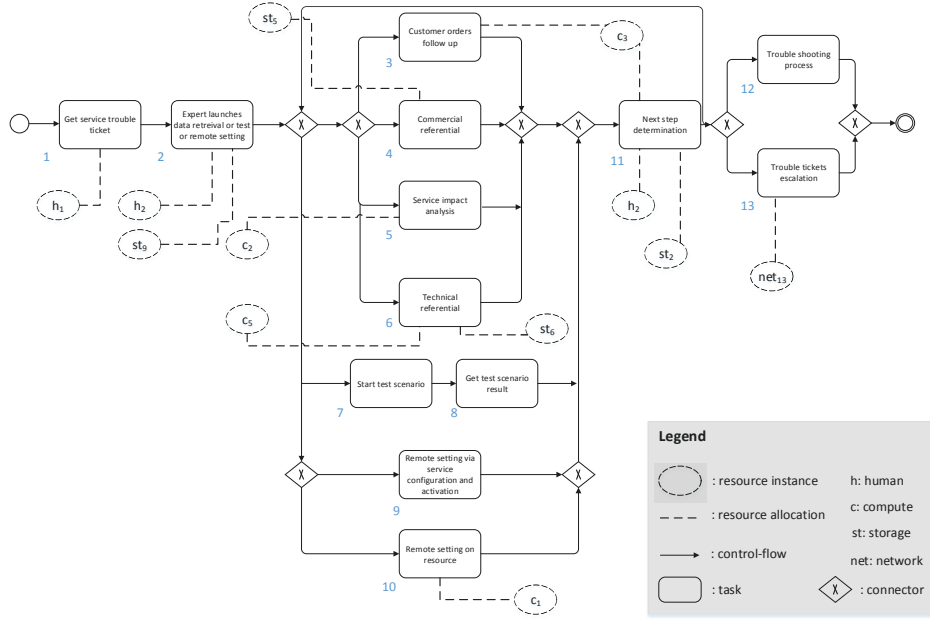 st5
Customer orders
follow up
c3
3
Trouble shooting
process
12
Get service trouble
ticket
1
Expert launches
data retreival or test
or remote setting
2
X
X
Commercial
referential
4
X
X
Next step
determination
11
X
X
h1
h2
st9
c2
Service impact
analysis
5
h2
st2
Trouble tickets
escalation
13
net13
c5
Technical
referential
6
st6
Start test scenario
7
Get test scenario
result
8
X
Remote setting via
service
configuration and
activation
9
X
Remote setting on
resource
10
c1
Legend
: resource instance
h: human
c: compute
: resource allocation
st: storage
: control-flow
net: network
: task
X
: connector